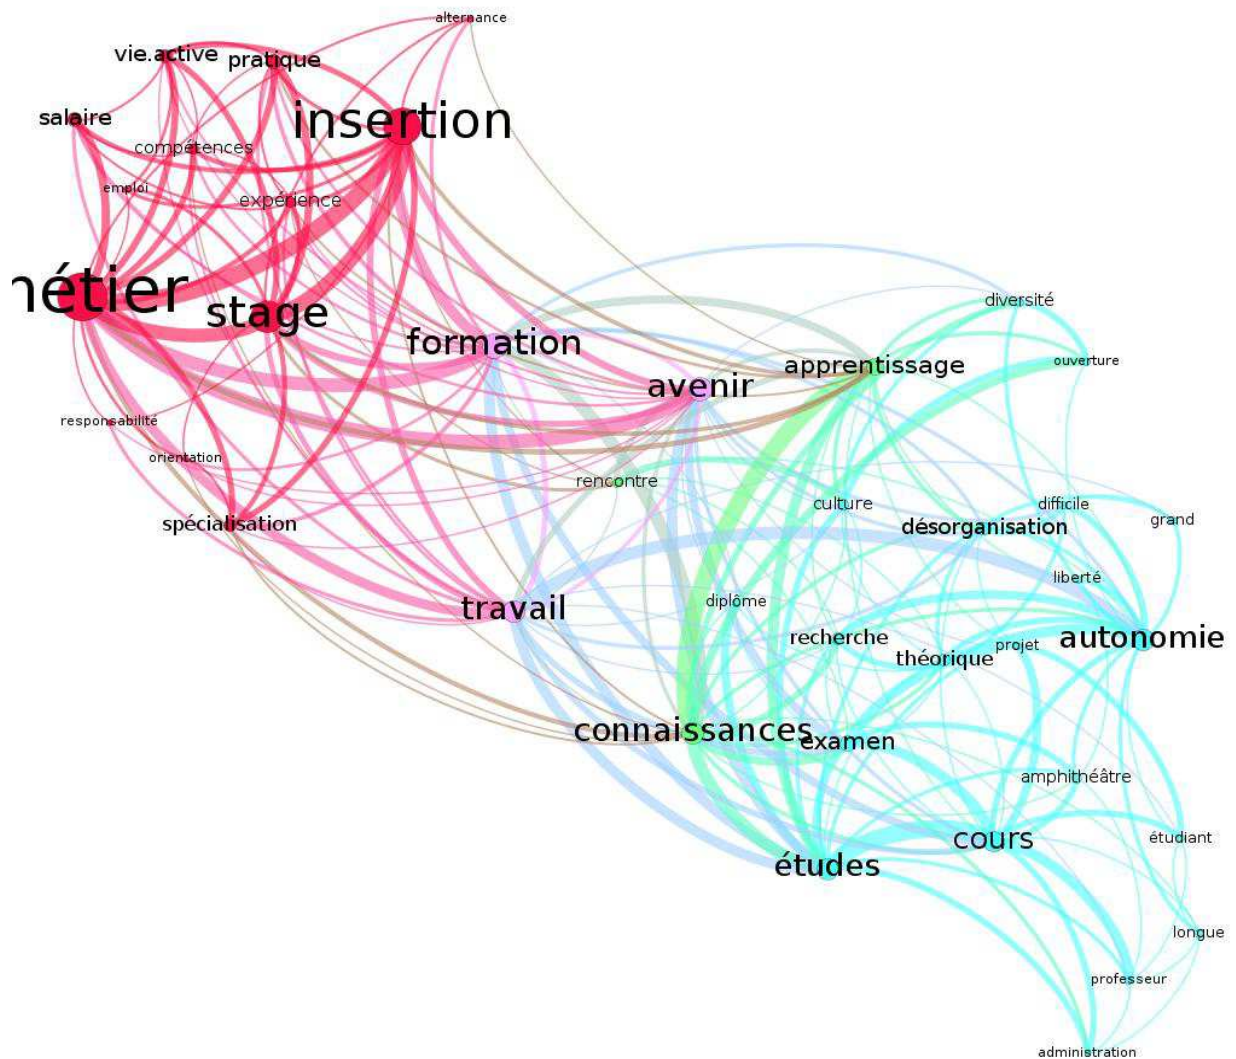 alternance
vie.active
pratique
salaire
insertion
compétences
emploi
expérience
métier
stage
diversité
formation
ouverture
apprentissage
avenir
responsabilité
orientation
rencontre
culture
difficile
spécialisation
désorganisation
grand
liberté
diplôme
travail
recherche
autonomie
théorique
projet
connaissances
examen
amphithéâtre
cours
étudiant
études
longue
professeur
administration